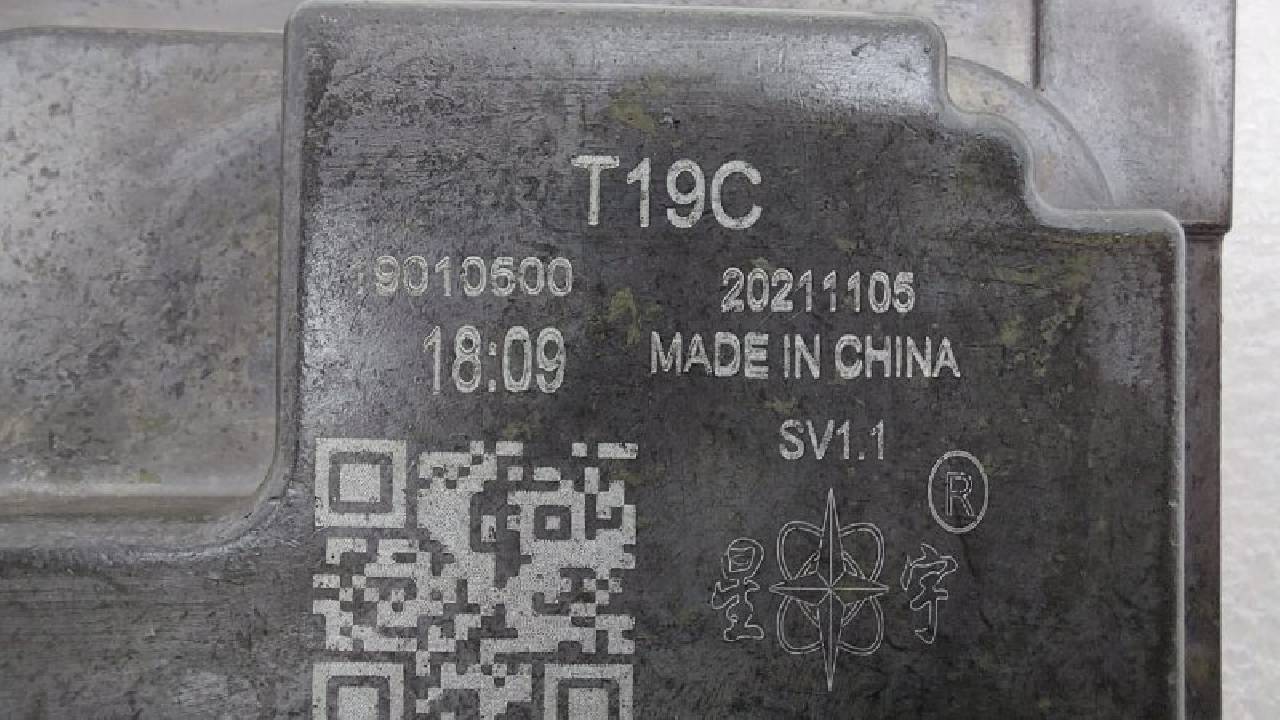 T19C
19010500
20211105
18:09
MADE IN CHINA
SV1.1
®
星宇